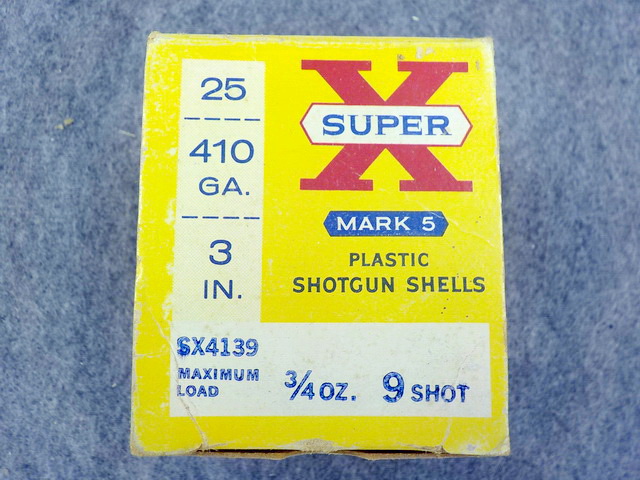 25
410
GA.
3
IN.
X
SUPER
MARK 5
PLASTIC
SHOTGUN SHELLS
SX4139
MAXIMUM
LOAD
3/4 OZ. 9 SHOT